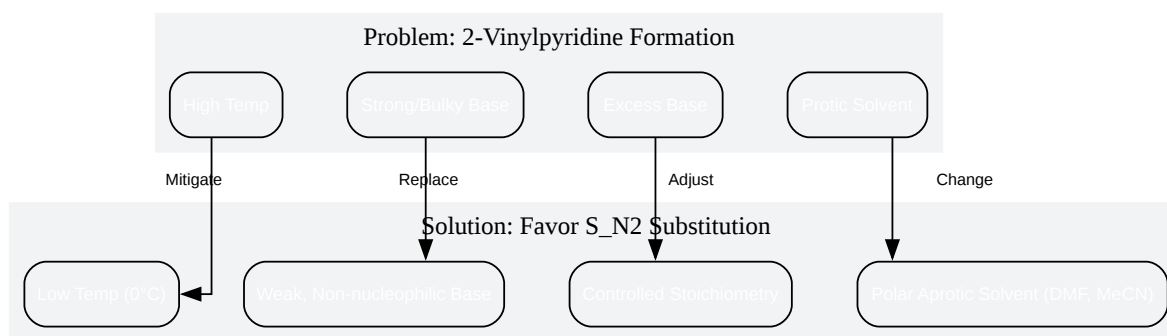 Problem: 2-Vinylpyridine Formation
High Temp
Strong/Bulky Base
Excess Base
Protic Solvent
Mitigate
Replace
Adjust
Change
Solution: Favor S_N2 Substitution
Low Temp (0°C)
Weak, Non-nucleophilic Base
Controlled Stoichiometry
Polar Aprotic Solvent (DMF, MeCN)